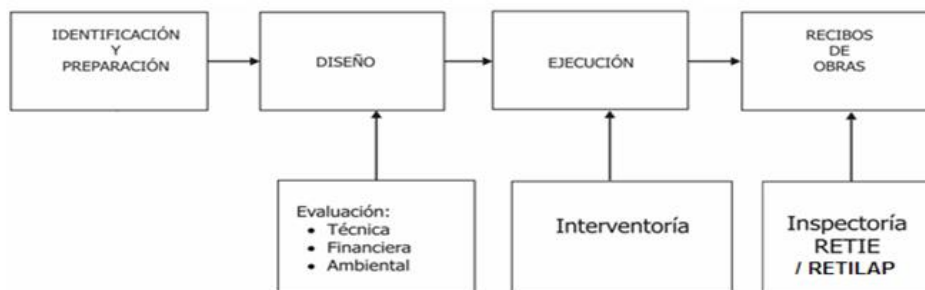 IDENTIFICACIÓN
Y
PREPARACIÓN
DISEÑO
EJECUCIÓN
RECIBOS
DE
OBRAS
Evaluación:
• Técnica
• Financiera
• Ambiental
Interventoría
Inspectoría
RETIE
/ RETILAP